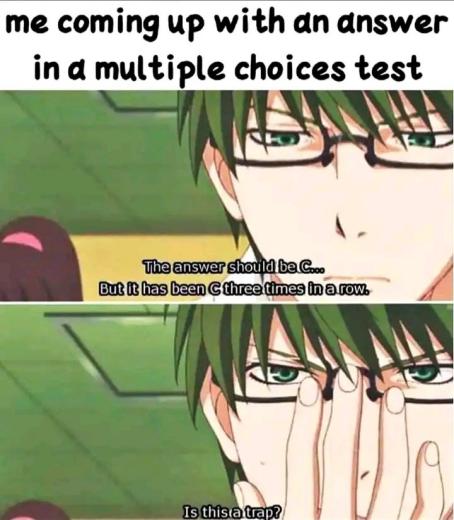 me coming up with an answer
in a multiple choices test
The answer should be C...
But it has been C three times in a row.
Is this a trap?